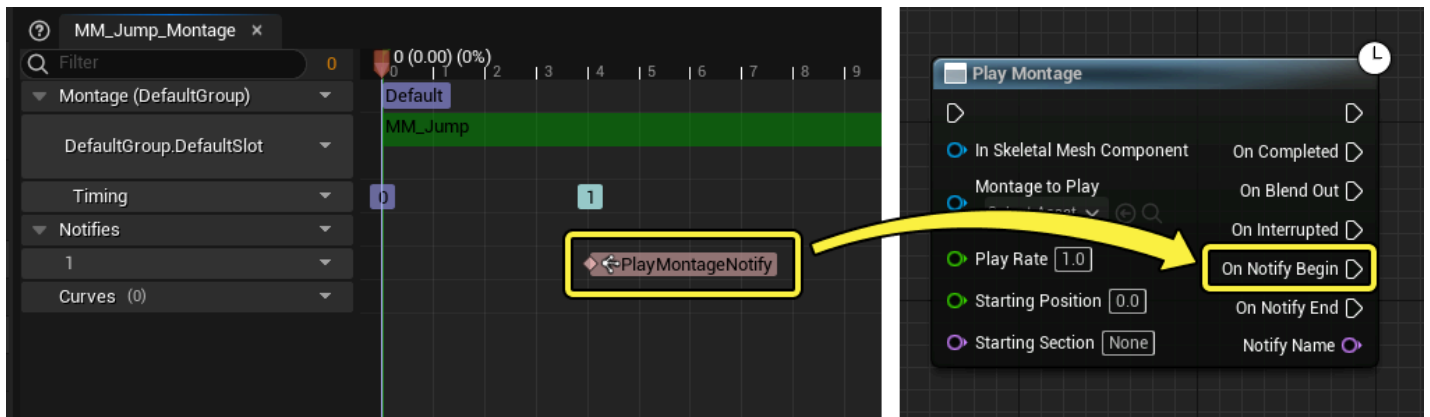 MM_Jump_Montage
Filter
0
0 (0.00) (0%)
0 1 2 3 4 5 6 7 8 9
Montage (DefaultGroup)
Default
MM_Jump
DefaultGroup.DefaultSlot
Timing
0
1
Notifies
1
PlayMontageNotify
Curves (0)
Play Montage
In Skeletal Mesh Component
On Completed
Montage to Play
On Blend Out
On Interrupted
Play Rate 1.0
On Notify Begin
Starting Position 0.0
On Notify End
Starting Section None
Notify Name